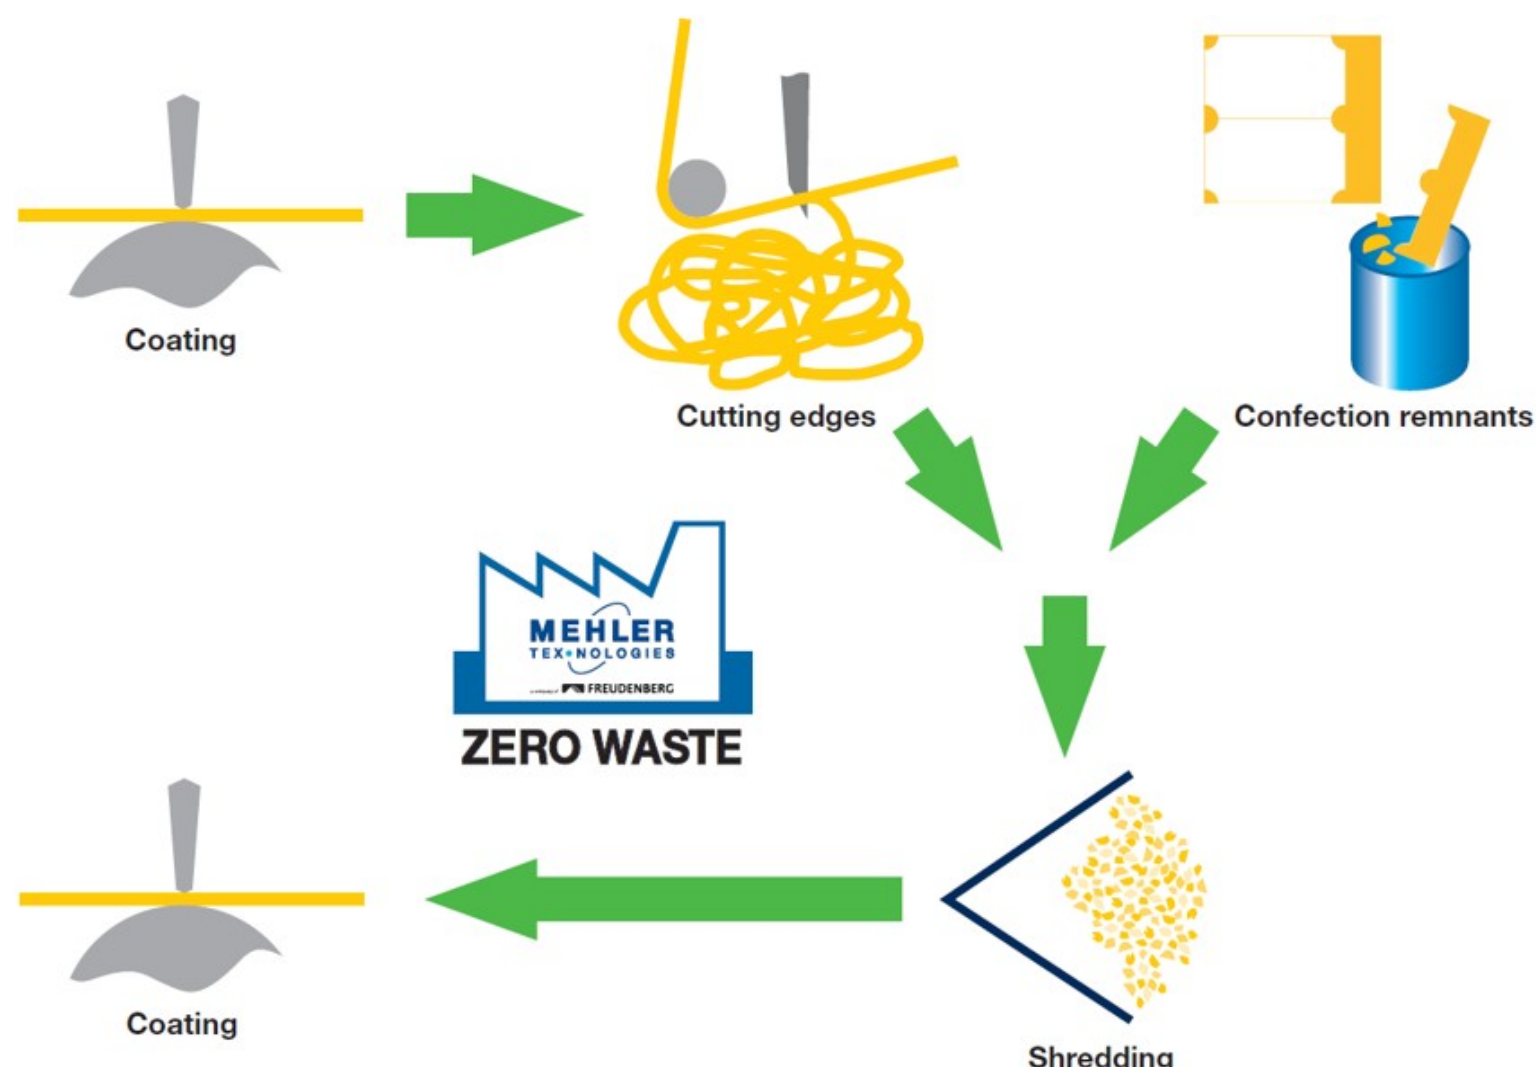 Coating
Cutting edges
Confection remnants
MEHLER
TEX•NOLOGIES
FREUDENBERG
ZERO WASTE
Coating
Shredding